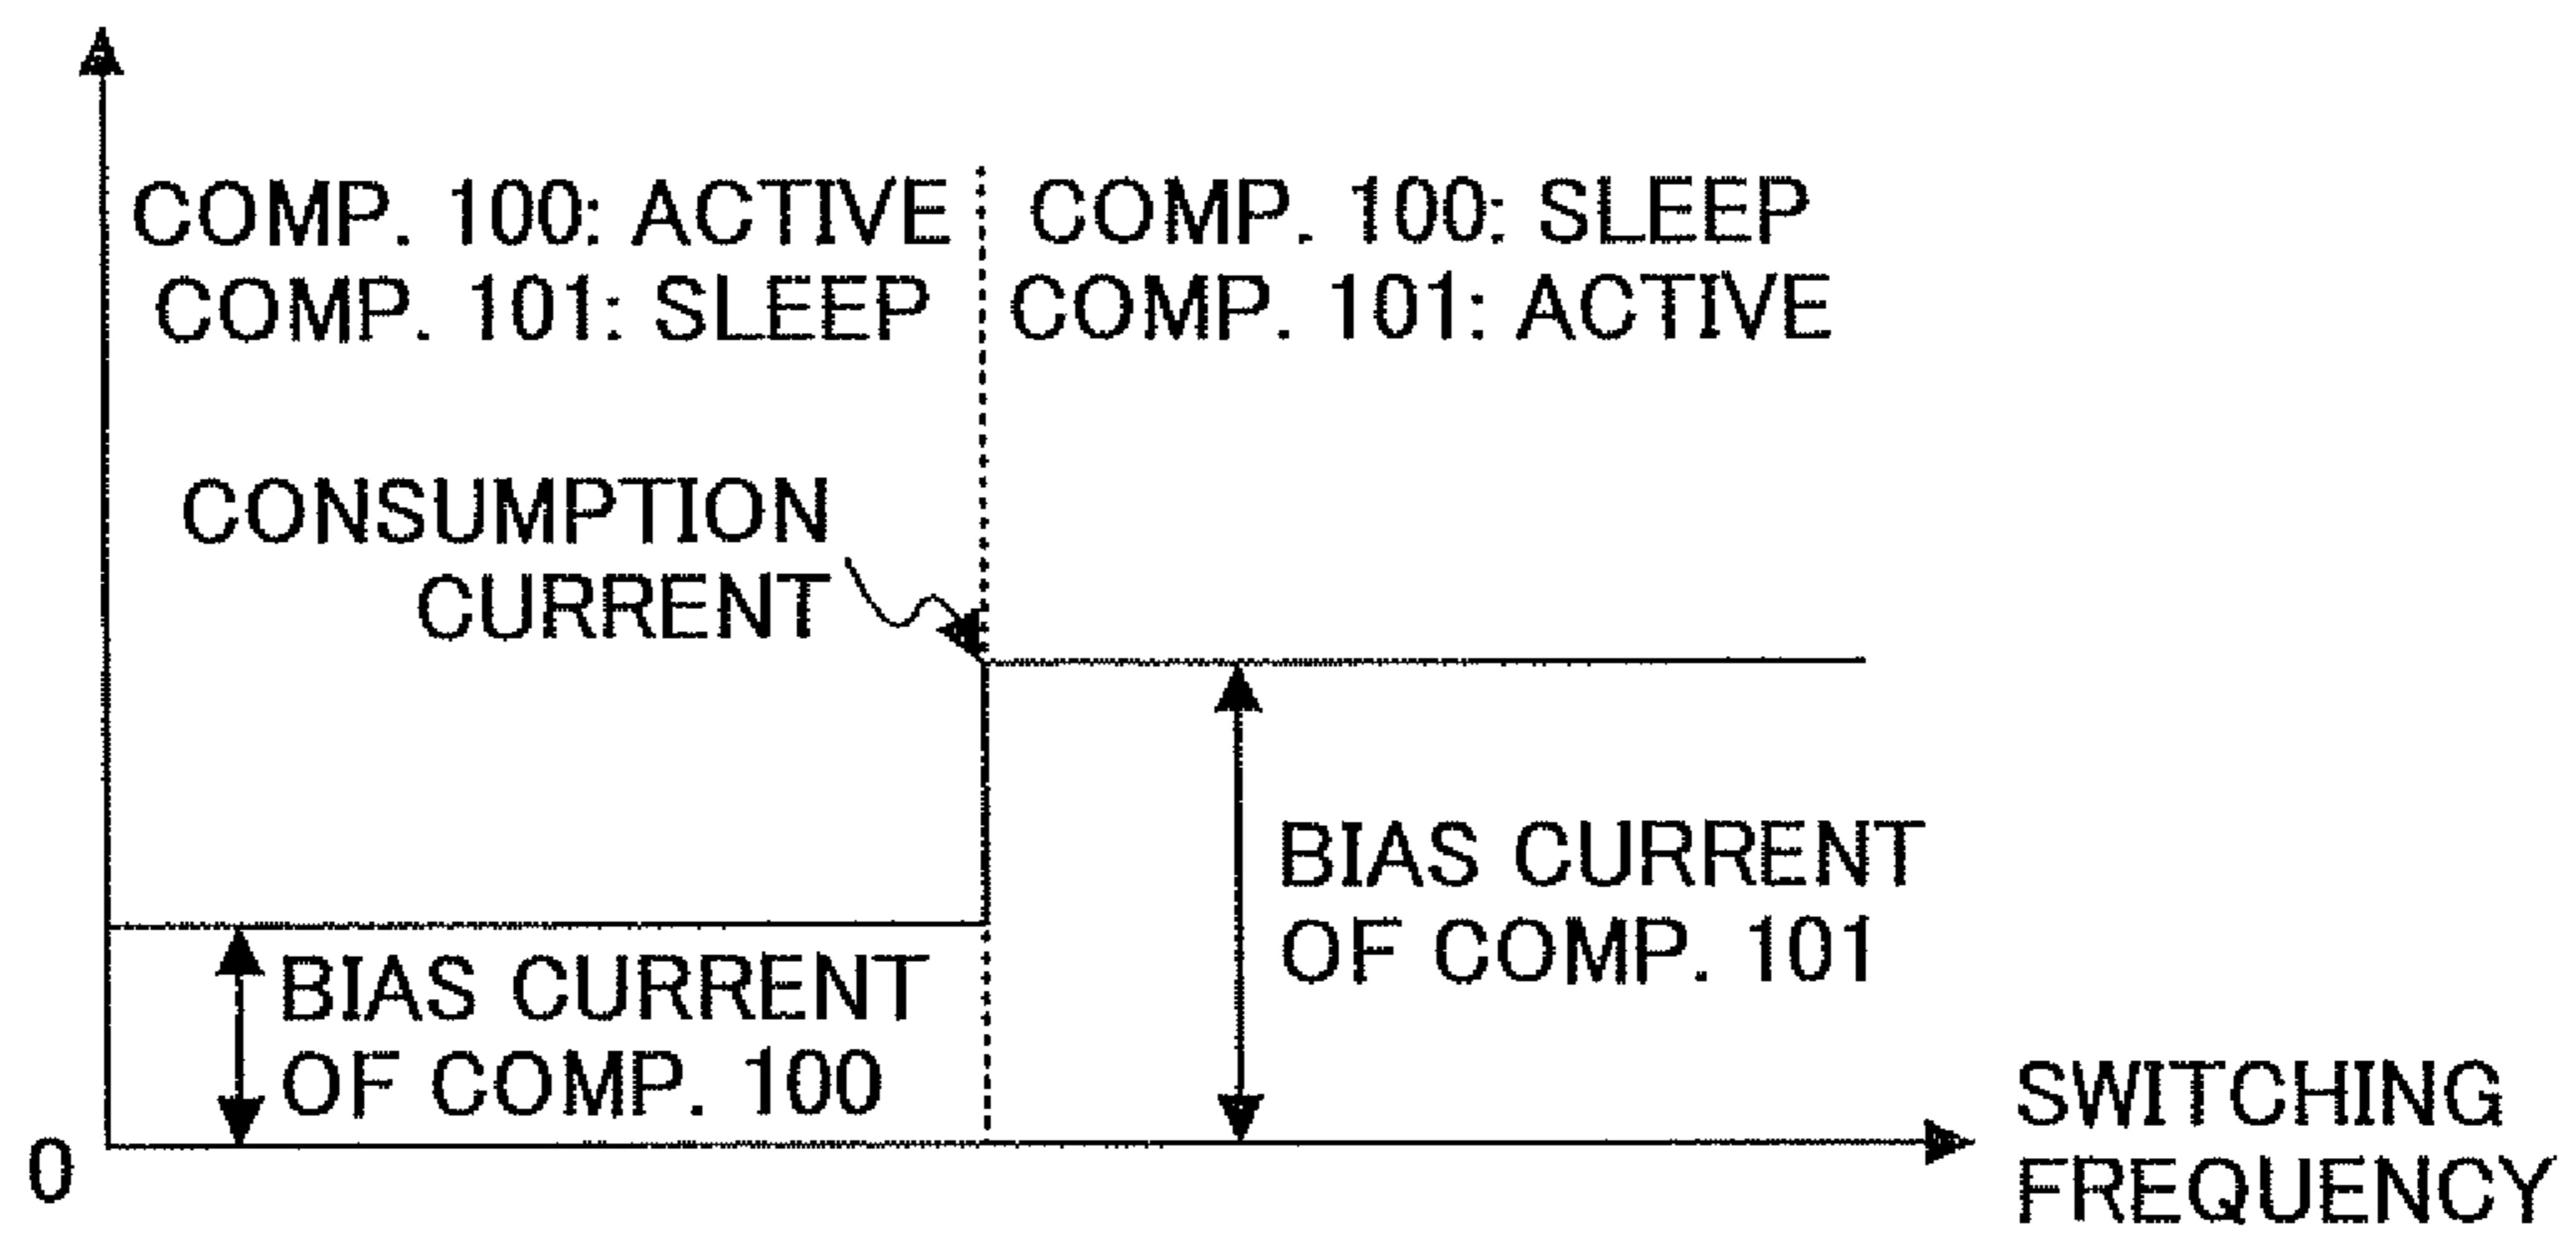 COMP. 100: ACTIVE
COMP. 101: SLEEP
COMP. 100: SLEEP
COMP. 101: ACTIVE
CONSUMPTION
CURRENT
BIAS CURRENT
OF COMP. 101
BIAS CURRENT
OF COMP. 100
0
SWITCHING
FREQUENCY